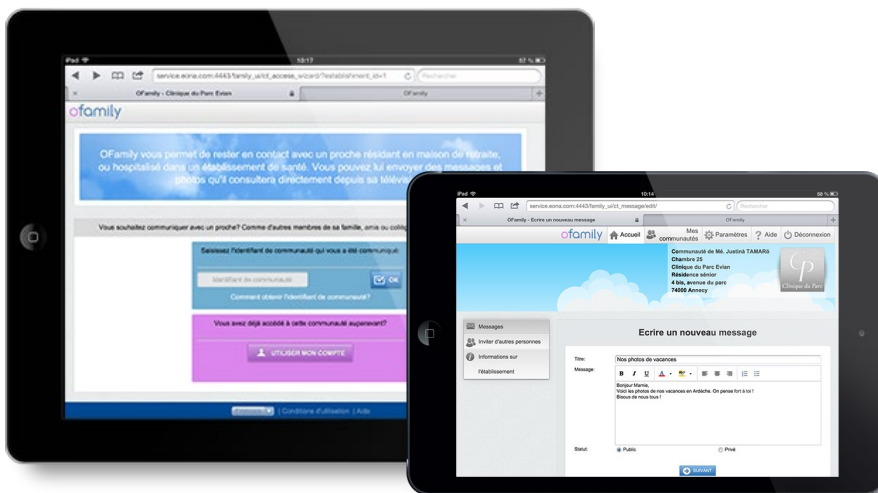 iPad
10:17
67 %
service.eona.com:4443/family_ui/ct_access_wizard/?establishment_id=1
Rechercher
OFamily - Clinique du Parc Evian
OFamily
ofamily
OFamily vous permet de rester en contact avec un proche résidant en maison de retraite,
ou hospitalisé dans un établissement de santé. Vous pouvez lui envoyer des messages et
photos qu'il consultera directement depuis sa
Vous souhaitez communiquer avec un proche? Comme d'autres membres de sa famille, amis ou
Saisissez l'identifiant de communauté qui vous a été communiqué:
Identifiant de communauté
OK
Comment obtenir l'identifiant de communauté?
Vous avez déjà accédé à cette communauté auparavant?
UTILISER MON COMPTE
| Conditions d'utilisation | Aide
iPad
10:14
68 %
service.eona.com:4443/family_ui/ct_message/edit/
Rechercher
OFamily - Ecrire un nouveau message
OFamily
ofamily
Accueil
Mes
communautés
Paramètres
? Aide
Déconnexion
Communauté de Mé. Justinà TAMARà
Chambre 25
Clinique du Parc Evian
Résidence sénior
4 bis, avenue du parc
74000 Annecy
CP
Clinique du Parc
Messages
Inviter d'autres personnes
Informations sur
l'établissement
Ecrire un nouveau message
Titre:
Nos photos de vacances
Message:
B I U A
Bonjour Mamie,
Voici les photos de nos vacances en Ardèche. On pense fort à toi !
Bisous de nous tous !
Statut:
Public
Privé
SUIVANT